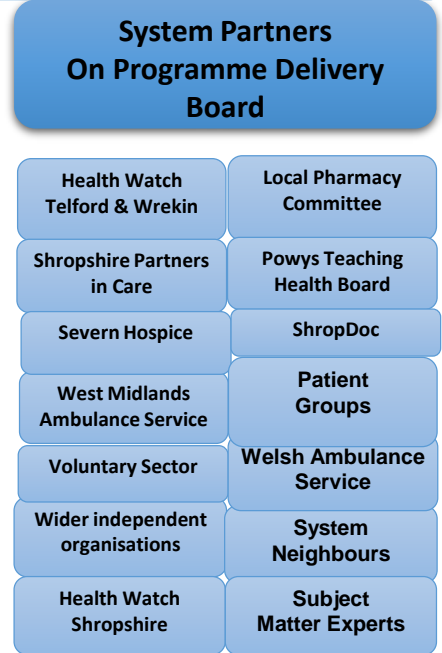 System Partners
On Programme Delivery
Board
Health Watch
Telford & Wrekin
Local Pharmacy
Committee
Shropshire Partners
in Care
Powys Teaching
Health Board
Severn Hospice
ShropDoc
West Midlands
Ambulance Service
Patient
Groups
Voluntary Sector
Welsh Ambulance
Service
Wider independent
organisations
System
Neighbours
Health Watch
Shropshire
Subject
Matter Experts